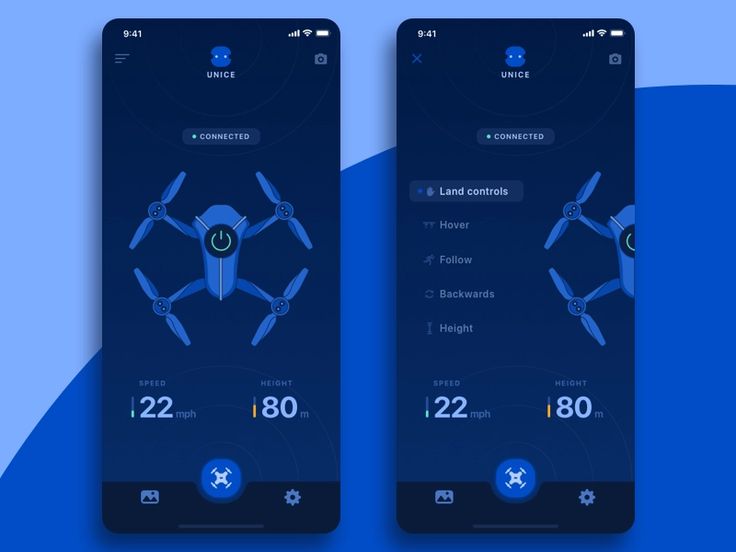 9:41
UNICE
CONNECTED
SPEED
HEIGHT
22 mph
80 m
9:41
UNICE
CONNECTED
Land controls
Hover
Follow
Backwards
Height
SPEED
HEIGHT
22 mph
80 m